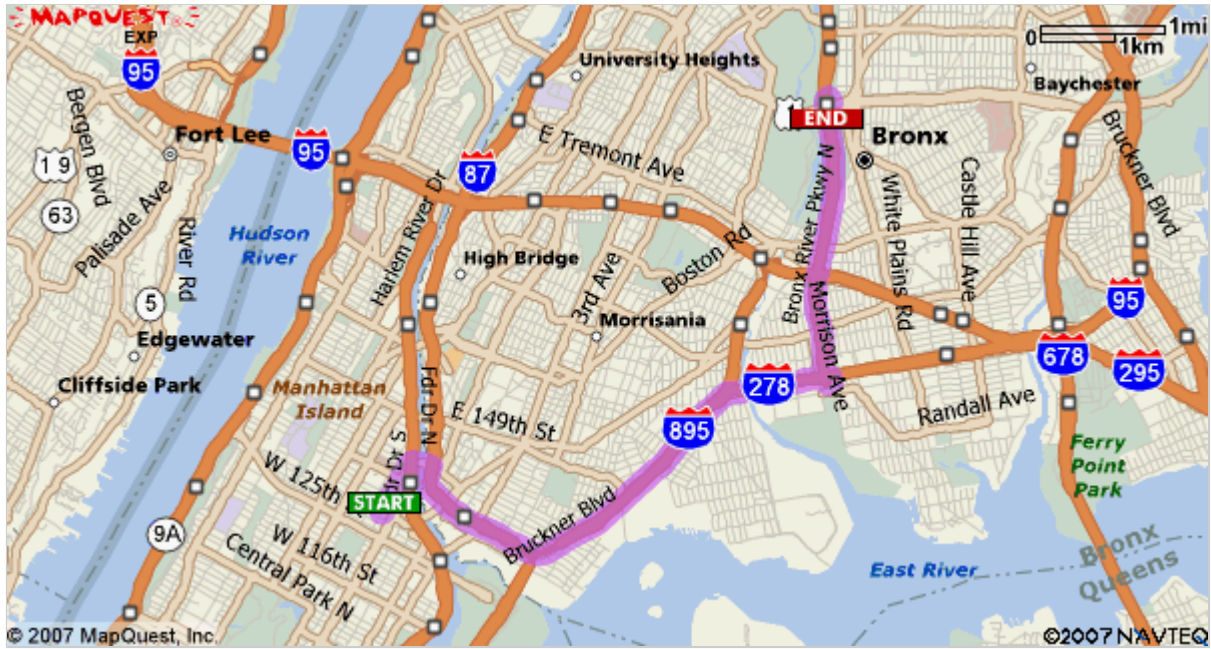 MAPQUEST
EXP
95
Fort Lee
Bergen Blvd
19
63
Palisade Ave
River Rd
5
Edgewater
Cliffside Park
Hudson
River
95
87
University Heights
E Tremont Ave
Harlem River Dr
High Bridge
3rd Ave
Boston Rd
Morrisania
Manhattan
Island
Fdr Dr N
E 149th St
Dr S
W 125th
START
W 116th St
Central Park N
9A
Bruckner Blvd
895
278
0
1mi
1km
Baychester
END
Bronx
Bronx River Pkwy N
Morrison Ave
White Plains Rd
Castle Hill Ave
Bruckner Blvd
95
678
295
Randall Ave
Ferry
Point
Park
East River
Bronx
Queens
© 2007 MapQuest, Inc.
©2007 NAVTEQ